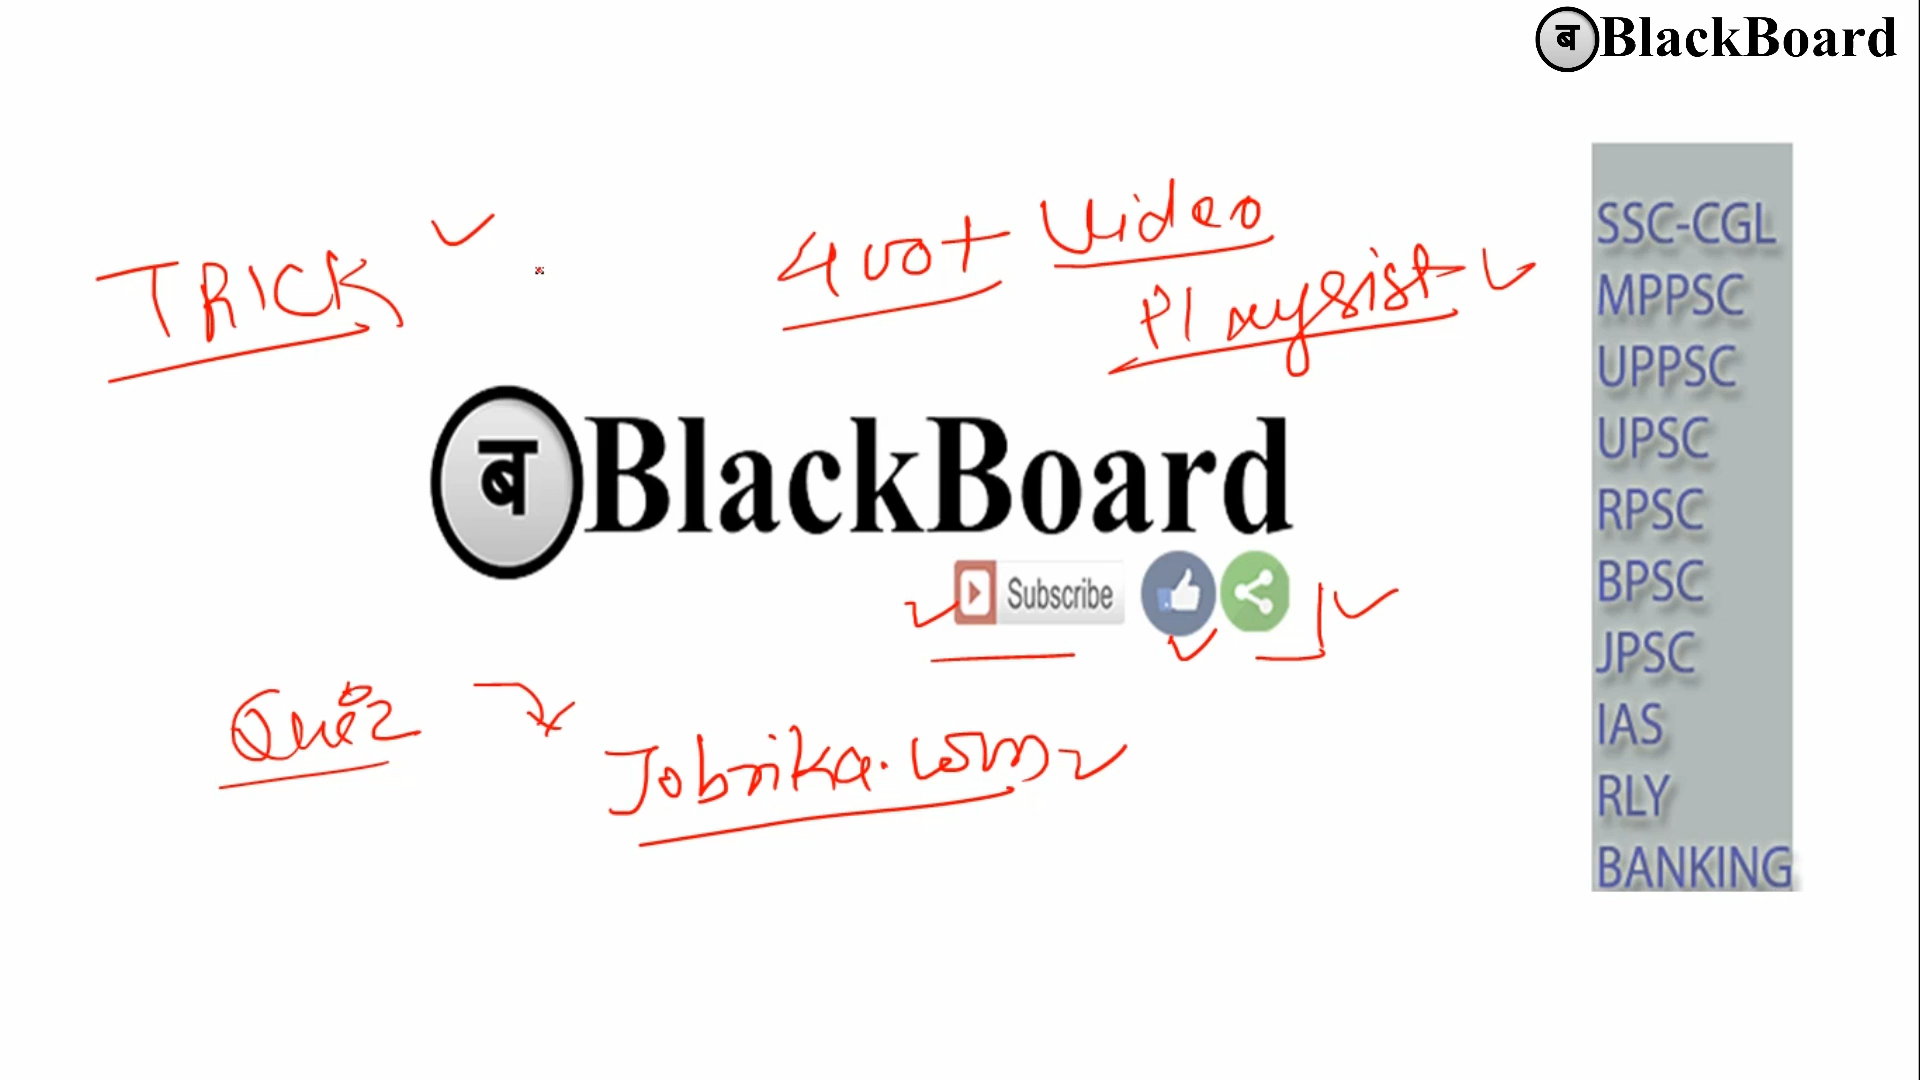 ब BlackBoard
TRICK
400+ Video
Playlist
ब BlackBoard
Subscribe
Quiz
Jobrika.com
SSC-CGL
MPPSC
UPPSC
UPSC
RPSC
BPSC
JPSC
IAS
RLY
BANKING